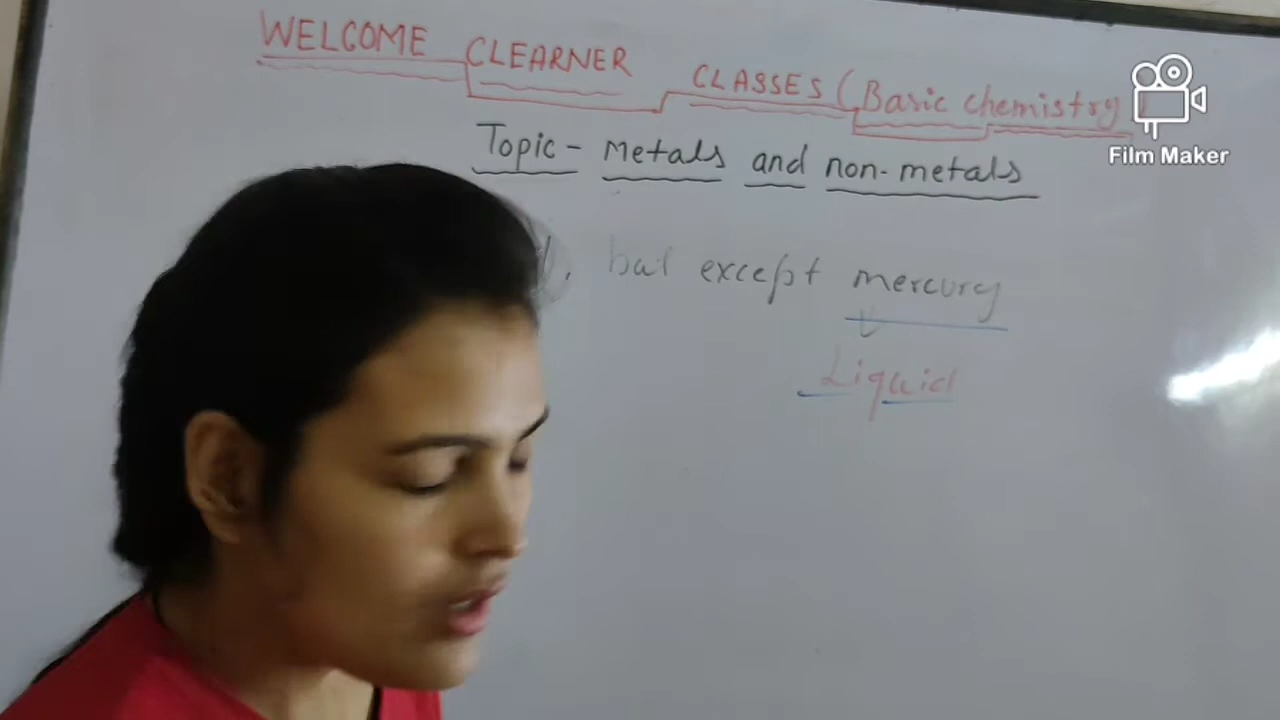 WELCOME CLEARNER CLASSES (Basic chemistry)
Film Maker
Topic - Metals and non-metals
but except mercury
Liquid